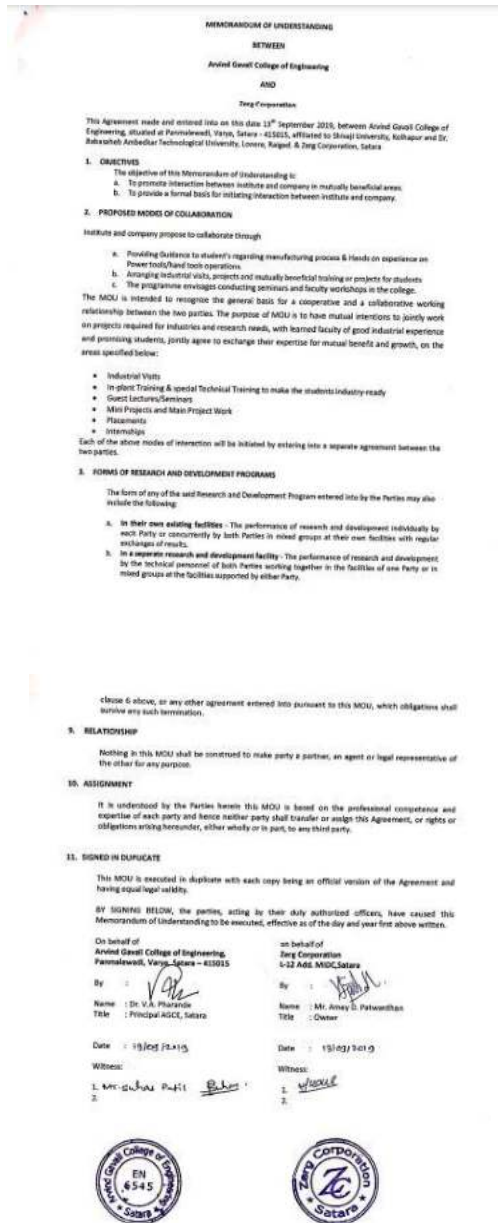 MEMORANDUM OF UNDERSTANDING
BETWEEN
Arvind Gavali College of Engineering
AND
Zerg Corporation
This Agreement made and entered into on this date 13th September 2019, between Arvind Gavali College of
Engineering, situated at Panmalewadi, Varye, Satara - 415015, affiliated to Shivaji University, Kolhapur and Dr.
Babasaheb Ambedkar Technological University, Lonere, Raigad. & Zerg Corporation, Satara
1. OBJECTIVES
The objective of this Memorandum of Understanding is:
a. To promote interaction between institute and company in mutually beneficial areas.
b. To provide a formal basis for initiating interaction between institute and company.
2. PROPOSED MODES OF COLLABORATION
Institute and company propose to collaborate through
a. Providing Guidance to student's regarding manufacturing process & Hands on experience on
Power tools/hand tools operations
b. Arranging industrial visits, projects and mutually beneficial training or projects for students
c. The programme envisages conducting seminars and faculty workshops in the college.
The MOU is intended to recognize the general basis for a cooperative and a collaborative working
relationship between the two parties. The purpose of MOU is to have mutual intentions to jointly work
on projects required for industries and research needs, with learned faculty of good industrial experience
and promising students, jointly agree to exchange their expertise for mutual benefit and growth, on the
areas specified below:
• Industrial Visits
• In-plant Training & special Technical Training to make the students industry-ready
• Guest Lectures/Seminars
• Mini Projects and Main Project Work
• Placements
• Internships
Each of the above modes of interaction will be initiated by entering into a separate agreement between the
two parties.
3. FORMS OF RESEARCH AND DEVELOPMENT PROGRAMS
The form of any of the said Research and Development Program entered into by the Parties may also
include the following:
a. In their own existing facilities - The performance of research and development individually by
each Party or concurrently by both Parties in mixed groups at their own facilities with regular
exchanges of results.
b. In a separate research and development facility - The performance of research and development
by the technical personnel of both Parties working together in the facilities of one Party or in
mixed groups at the facilities supported by either Party.
clause 6 above, or any other agreement entered into pursuant to this MOU, which obligations shall
survive any such termination.
9. RELATIONSHIP
Nothing in this MOU shall be construed to make party a partner, an agent or legal representative of
the other for any purpose.
10. ASSIGNMENT
It is understood by the Parties herein this MOU is based on the professional competence and
expertise of each party and hence neither party shall transfer or assign this Agreement, or rights or
obligations arising hereunder, either wholly or in part, to any third party.
11. SIGNED IN DUPLICATE
This MOU is executed in duplicate with each copy being an official version of the Agreement and
having equal legal validity.
BY SIGNING BELOW, the parties, acting by their duly authorized officers, have caused this
Memorandum of Understanding to be executed, effective as of the day and year first above written.
On behalf of
Arvind Gavali College of Engineering,
Panmalawadi, Varye, Satara – 415015
By :
Name : Dr. V.A. Pharande
Title : Principal AGCE, Satara
Date : 19/09/2019
Witness:
1. Mr. Suhas Patil
2.
on behalf of
Zerg Corporation
L-12 Add. MIDC, Satara
By :
Name : Mr. Amey D. Patwardhan
Title : Owner
Date : 19/09/2019
Witness:
1.
2.
Arvind Gavali College of Engineering
EN
6545
Satara
Zerg Corporation
ZC
Satara